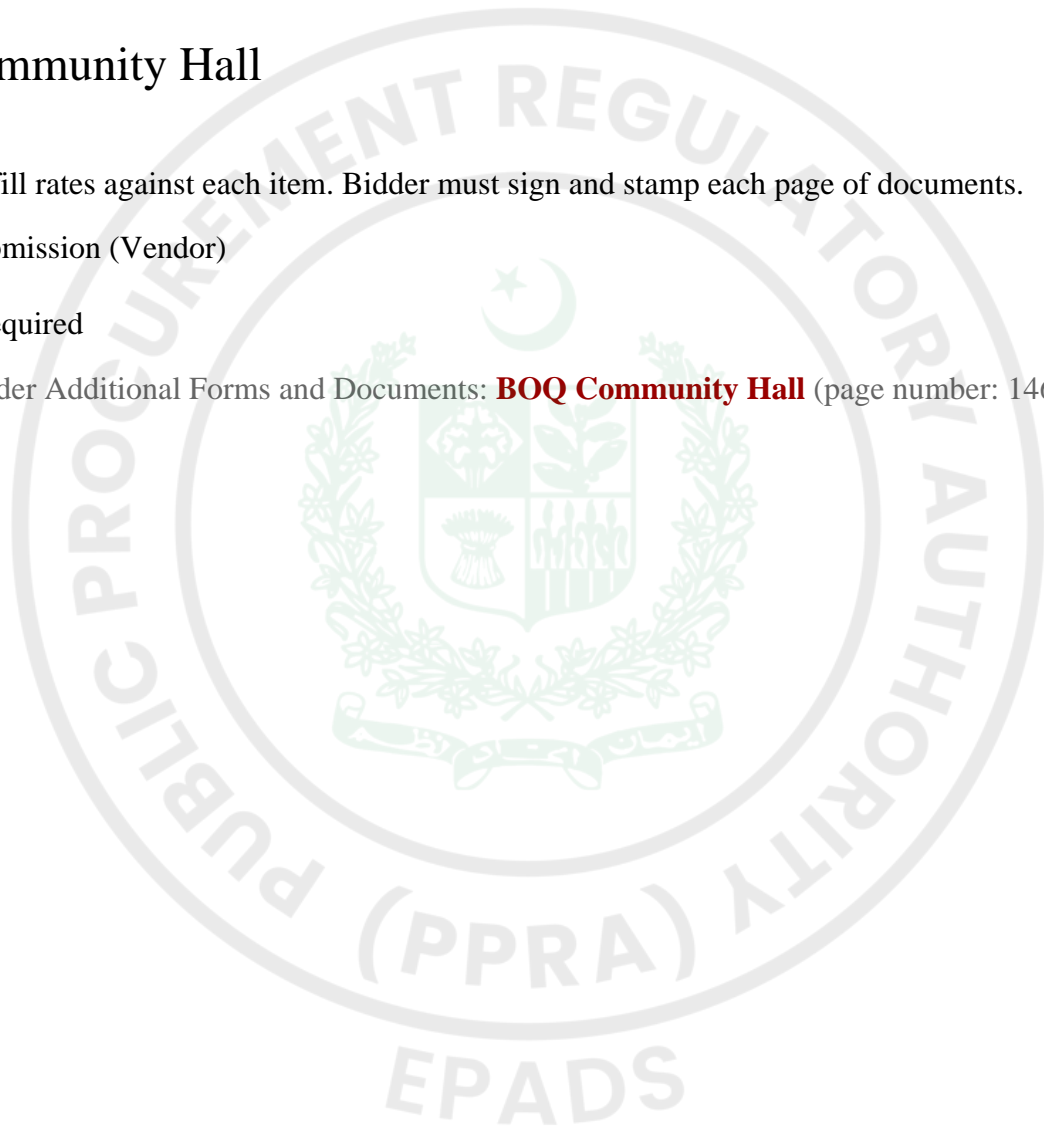 mmunity Hall
ill rates against each item. Bidder must sign and stamp each page of documents.
mission (Vendor)
quired
der Additional Forms and Documents: BOQ Community Hall (page number: 146
PUBLIC PROCUREMENT REGULATORY AUTHORITY
(PPRA)
EPADS